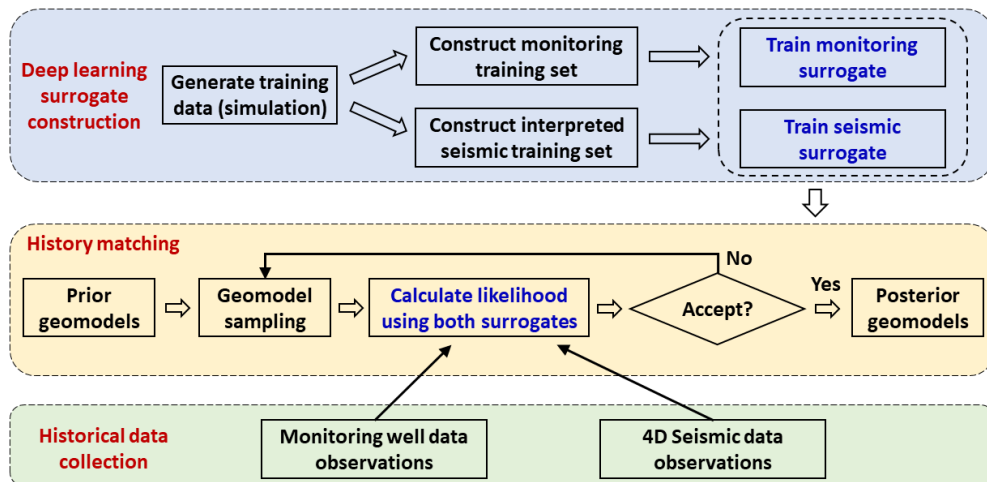 Deep learning
surrogate
construction
Generate training
data (simulation)
Construct monitoring
training set
Train monitoring
surrogate
Construct interpreted
seismic training set
Train seismic
surrogate
History matching
Prior
geomodels
Geomodel
sampling
Calculate likelihood
using both surrogates
Accept?
No
Yes
Posterior
geomodels
Historical data
collection
Monitoring well data
observations
4D Seismic data
observations